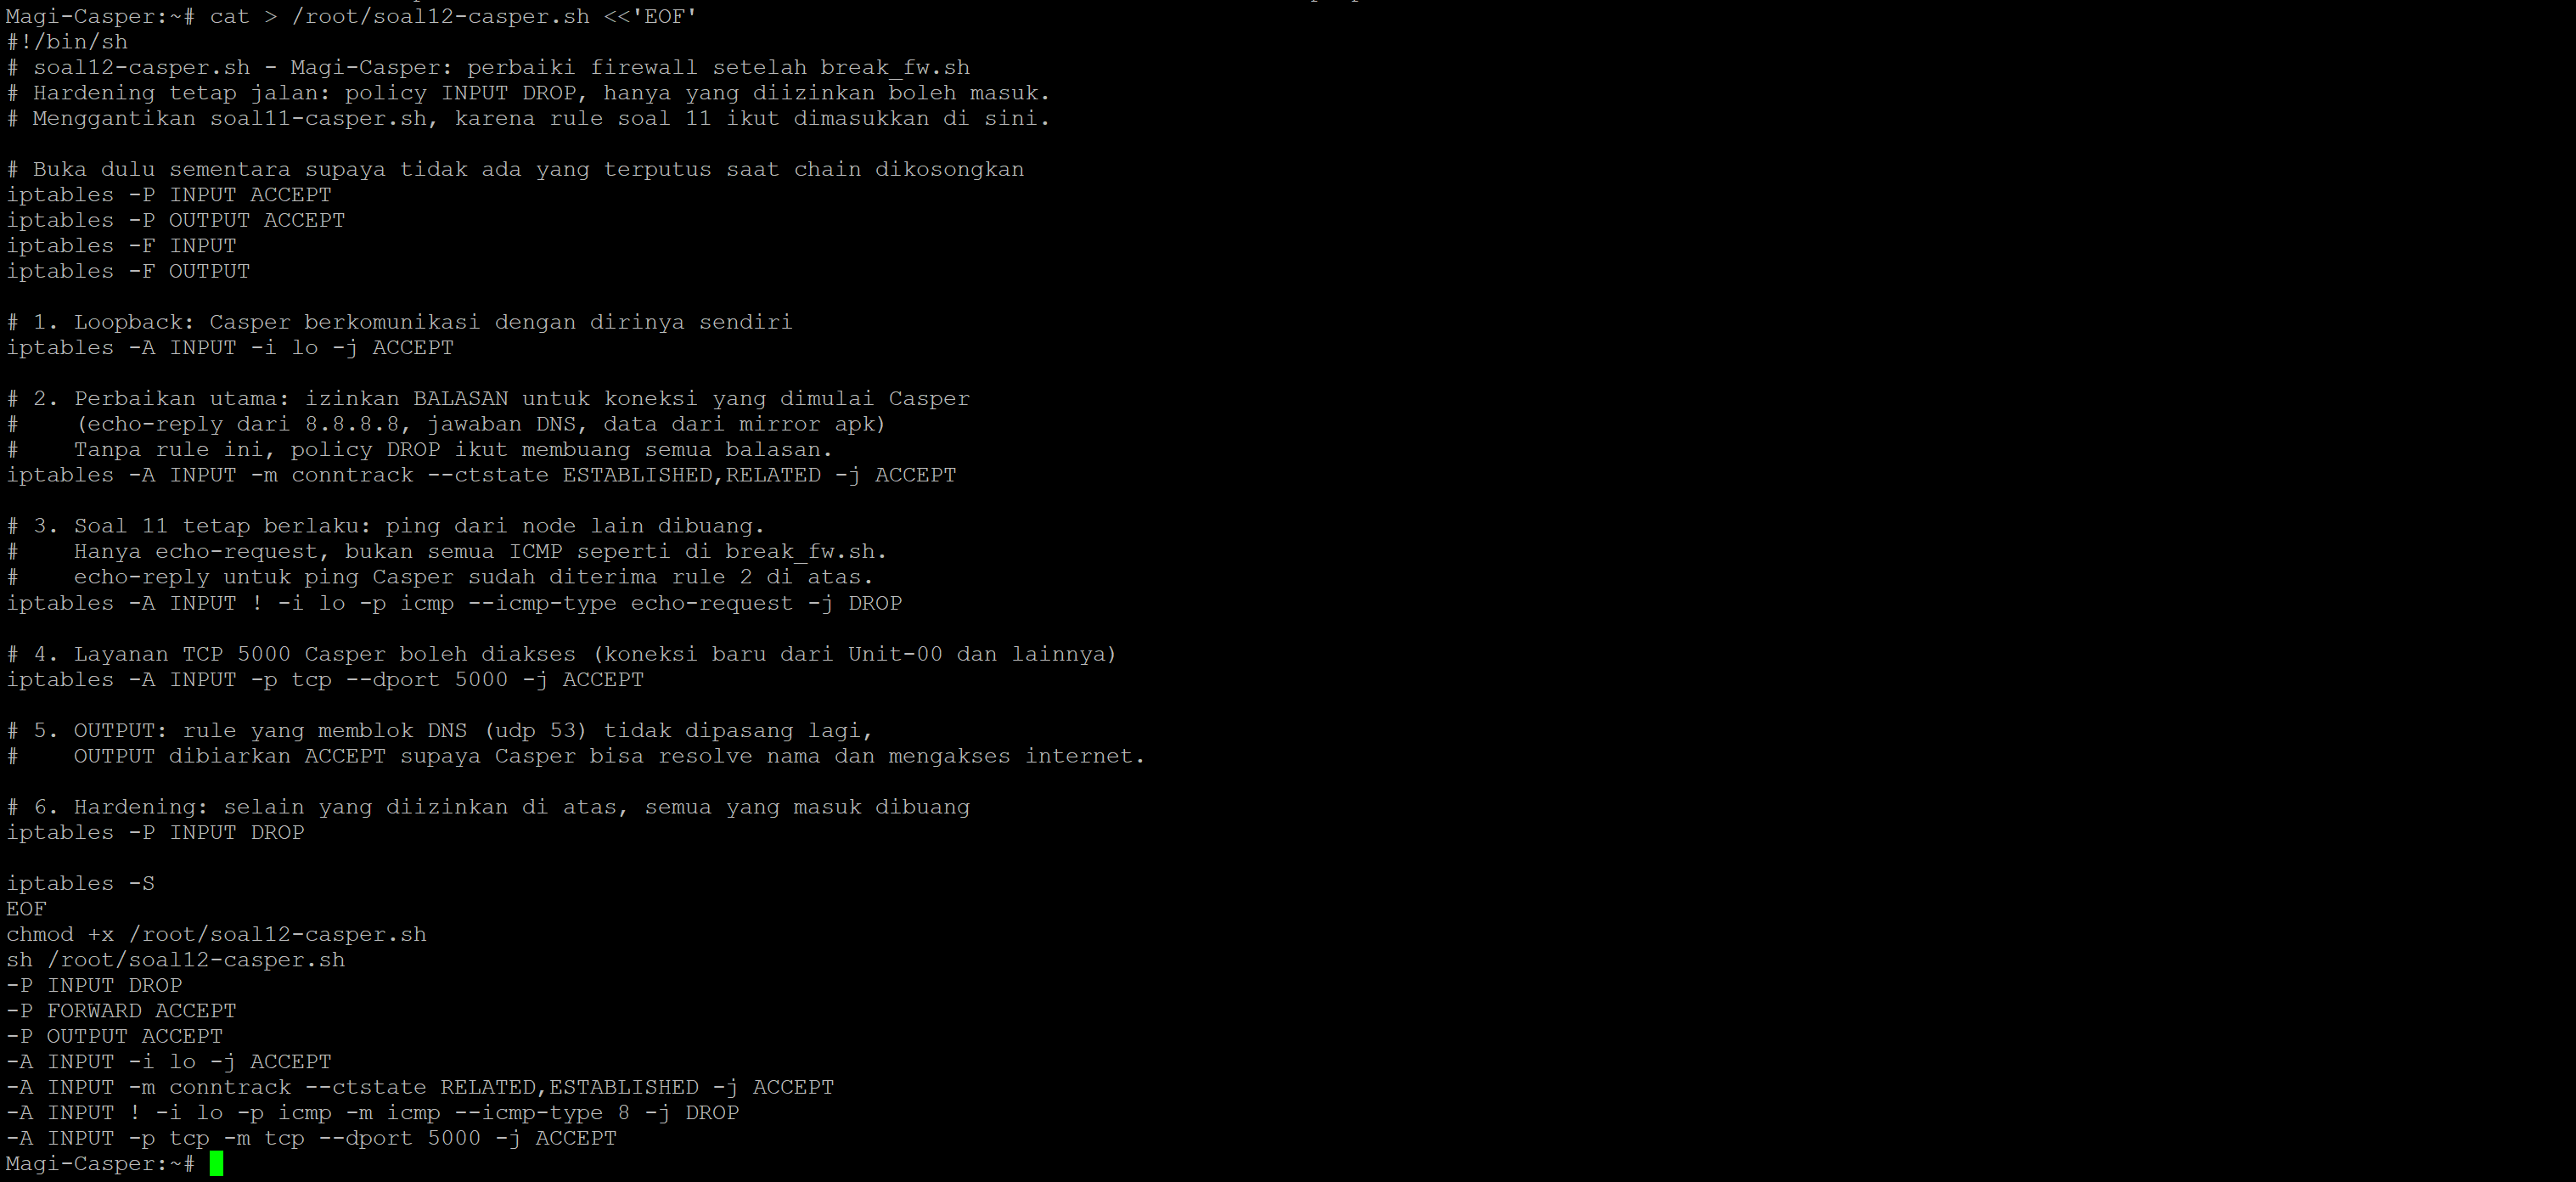 Magi-Casper:~# cat > /root/soal12-casper.sh <<'EOF'
#!/bin/sh
# soal12-casper.sh - Magi-Casper: perbaiki firewall setelah break_fw.sh
# Hardening tetap jalan: policy INPUT DROP, hanya yang diizinkan boleh masuk.
# Menggantikan soal11-casper.sh, karena rule soal 11 ikut dimasukkan di sini.

# Buka dulu sementara supaya tidak ada yang terputus saat chain dikosongkan
iptables -P INPUT ACCEPT
iptables -P OUTPUT ACCEPT
iptables -F INPUT
iptables -F OUTPUT

# 1. Loopback: Casper berkomunikasi dengan dirinya sendiri
iptables -A INPUT -i lo -j ACCEPT

# 2. Perbaikan utama: izinkan BALASAN untuk koneksi yang dimulai Casper
#    (echo-reply dari 8.8.8.8, jawaban DNS, data dari mirror apk)
#    Tanpa rule ini, policy DROP ikut membuang semua balasan.
iptables -A INPUT -m conntrack --ctstate ESTABLISHED,RELATED -j ACCEPT

# 3. Soal 11 tetap berlaku: ping dari node lain dibuang.
#    Hanya echo-request, bukan semua ICMP seperti di break_fw.sh.
#    echo-reply untuk ping Casper sudah diterima rule 2 di atas.
iptables -A INPUT ! -i lo -p icmp --icmp-type echo-request -j DROP

# 4. Layanan TCP 5000 Casper boleh diakses (koneksi baru dari Unit-00 dan lainnya)
iptables -A INPUT -p tcp --dport 5000 -j ACCEPT

# 5. OUTPUT: rule yang memblok DNS (udp 53) tidak dipasang lagi,
#    OUTPUT dibiarkan ACCEPT supaya Casper bisa resolve nama dan mengakses internet.

# 6. Hardening: selain yang diizinkan di atas, semua yang masuk dibuang
iptables -P INPUT DROP

iptables -S
EOF
chmod +x /root/soal12-casper.sh
sh /root/soal12-casper.sh
-P INPUT DROP
-P FORWARD ACCEPT
-P OUTPUT ACCEPT
-A INPUT -i lo -j ACCEPT
-A INPUT -m conntrack --ctstate RELATED,ESTABLISHED -j ACCEPT
-A INPUT ! -i lo -p icmp -m icmp --icmp-type 8 -j DROP
-A INPUT -p tcp -m tcp --dport 5000 -j ACCEPT
Magi-Casper:~#